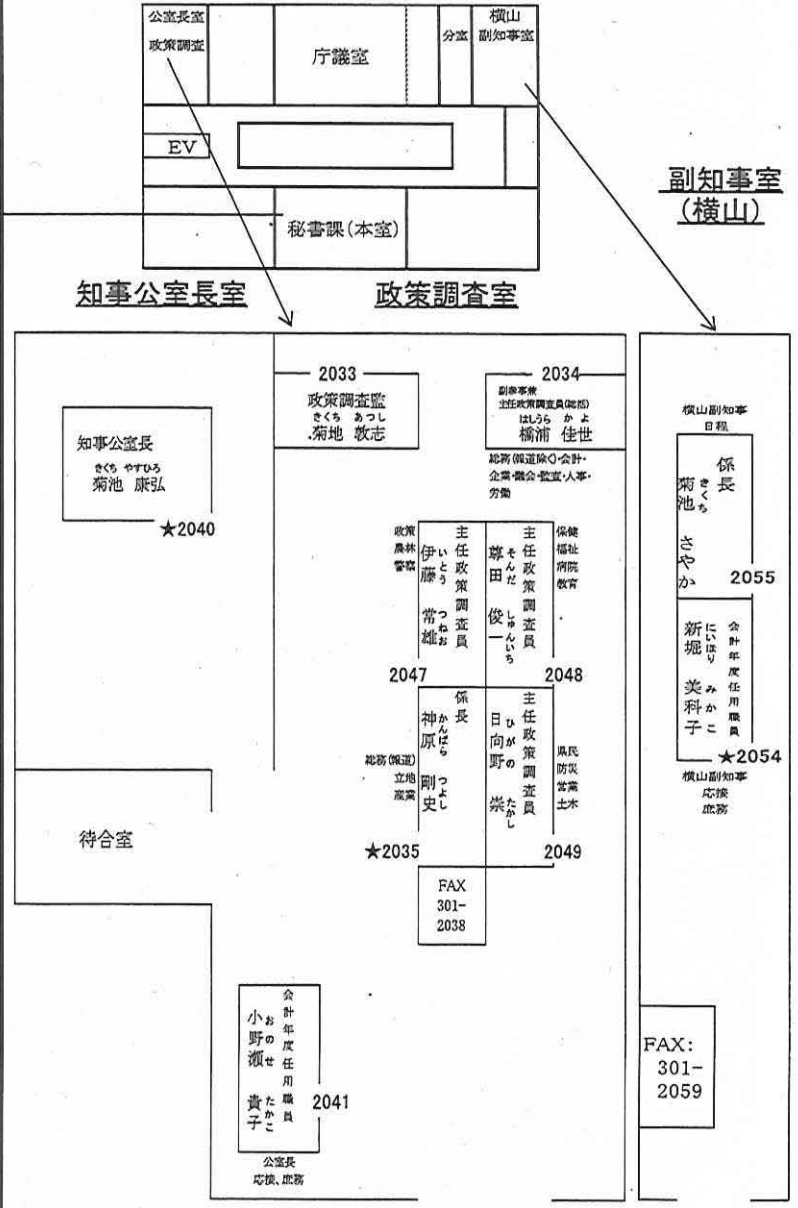 公室長室
政策調査
庁議室
分室
横山
副知事室
EV
秘書課(本室)
副知事室
(横山)
知事公室長室
政策調査室
知事公室長
きくち やすひろ
菊池 康弘
★2040
2033
政策調査監
きくち あつし
菊地 敦志
2034
副参事兼
主任政策調査員(総括)
はしうら かよ
橋浦 佳世
総務(報道除く)・会計・
企業・議会・監査・人事・
労働
政策
農林
警察
主任政策調査員
いとう つねお
伊藤 常雄
2047
主任政策調査員
そんだ しゅんいち
尊田 俊一
保健
福祉
病院
教育
2048
総務(報道)
立地
産業
係長
かんばら つよし
神原 剛史
★2035
主任政策調査員
ひがの たかし
日向野 崇
県民
防災
営業
土木
2049
FAX
301-
2038
待合室
会計年度任用職員
おのせ たかこ
小野瀬 貴子
2041
公室長
応接、庶務
横山副知事
日程
係長
きくち
菊池 さやか
2055
会計年度任用職員
にいほり みかこ
新堀 美科子
★2054
横山副知事
応接
庶務
FAX:
301-
2059